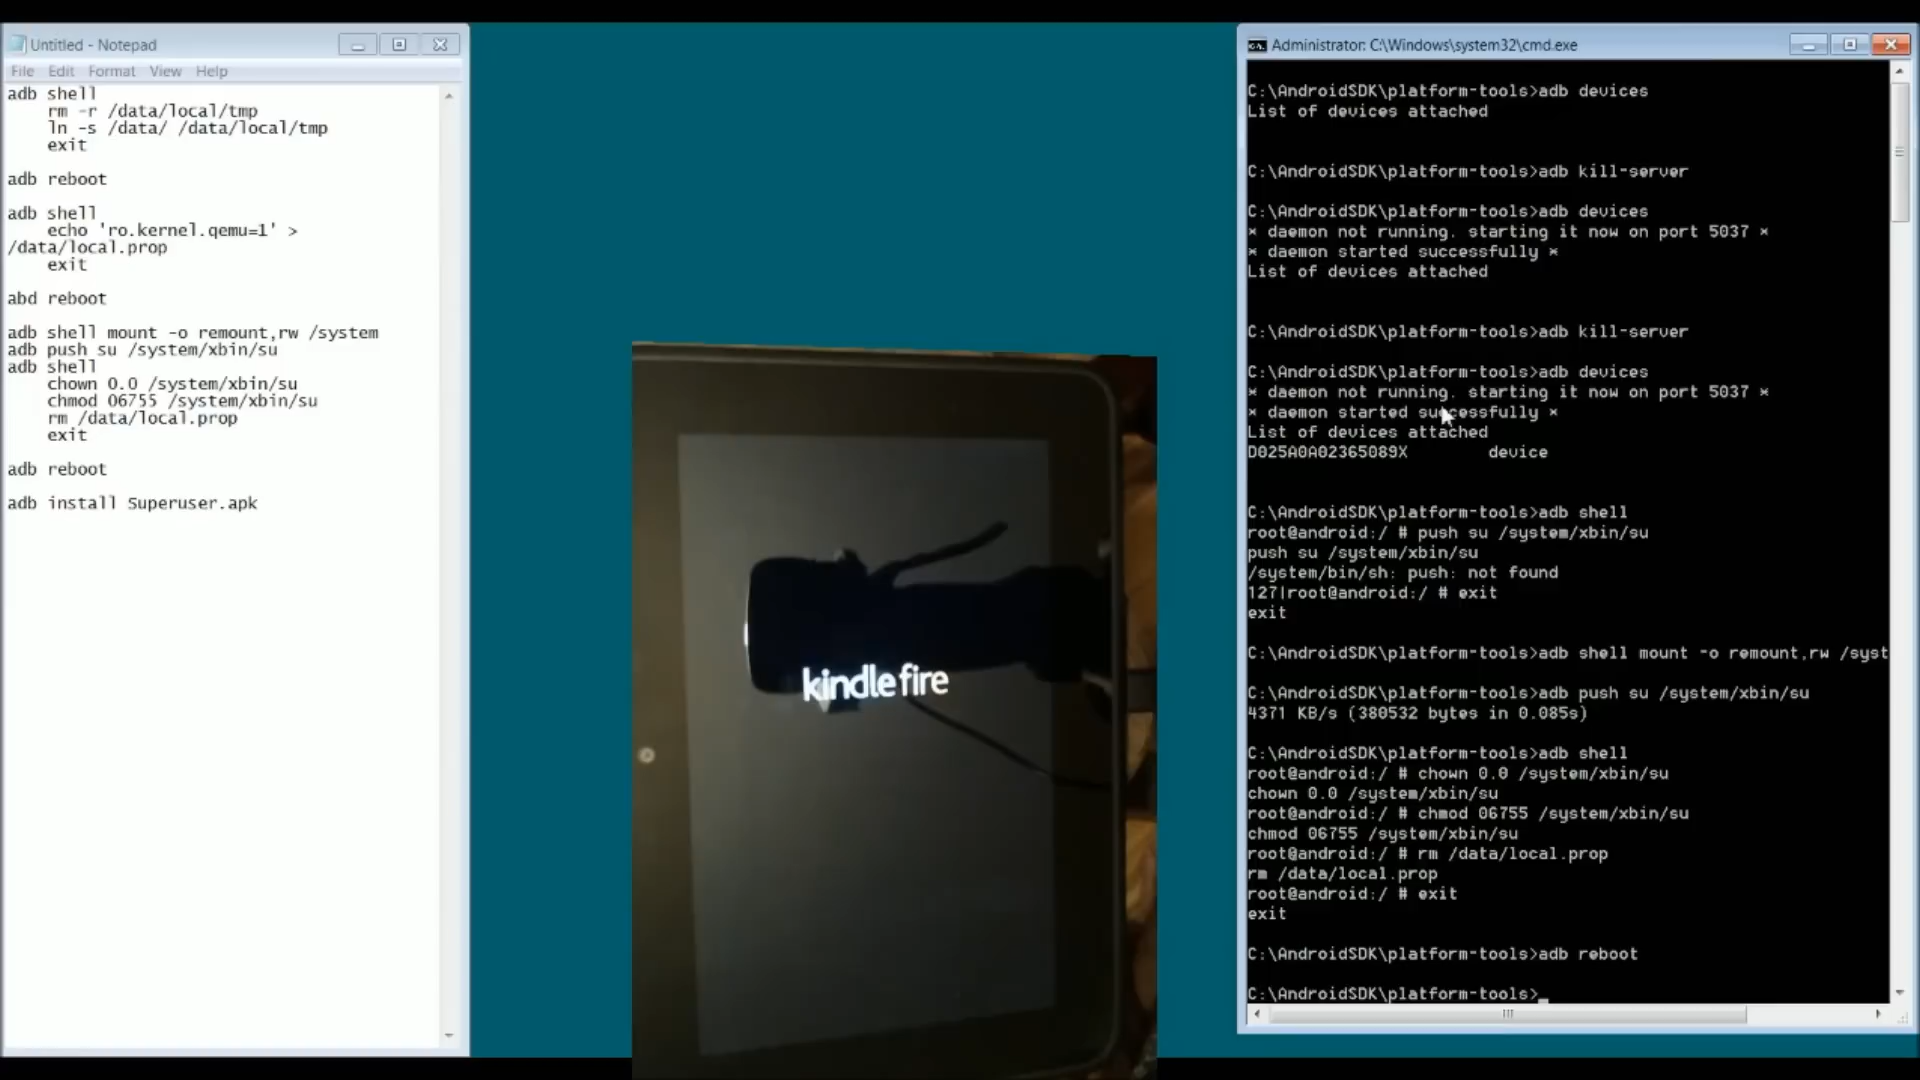 Untitled - Notepad
File Edit Format View Help
adb shell
rm -r /data/local/tmp
ln -s /data/ /data/local/tmp
exit
adb reboot
adb shell
echo 'ro.kernel.qemu=1' >
/data/local.prop
exit
abd reboot
adb shell mount -o remount,rw /system
adb push su /system/xbin/su
adb shell
chown 0.0 /system/xbin/su
chmod 06755 /system/xbin/su
rm /data/local.prop
exit
adb reboot
adb install Superuser.apk
kindle fire
Administrator: C:\Windows\system32\cmd.exe
C:\AndroidSDK\platform-tools>adb devices
List of devices attached
C:\AndroidSDK\platform-tools>adb kill-server
C:\AndroidSDK\platform-tools>adb devices
* daemon not running. starting it now on port 5037 *
* daemon started successfully *
List of devices attached
C:\AndroidSDK\platform-tools>adb kill-server
C:\AndroidSDK\platform-tools>adb devices
* daemon not running. starting it now on port 5037 *
* daemon started successfully *
List of devices attached
D025A0A02365089X device
C:\AndroidSDK\platform-tools>adb shell
root@android:/ # push su /system/xbin/su
push su /system/xbin/su
/system/bin/sh: push: not found
127|root@android:/ # exit
exit
C:\AndroidSDK\platform-tools>adb shell mount -o remount,rw /syst
C:\AndroidSDK\platform-tools>adb push su /system/xbin/su
4371 KB/s (380532 bytes in 0.085s)
C:\AndroidSDK\platform-tools>adb shell
root@android:/ # chown 0.0 /system/xbin/su
chown 0.0 /system/xbin/su
root@android:/ # chmod 06755 /system/xbin/su
chmod 06755 /system/xbin/su
root@android:/ # rm /data/local.prop
rm /data/local.prop
root@android:/ # exit
exit
C:\AndroidSDK\platform-tools>adb reboot
C:\AndroidSDK\platform-tools>_